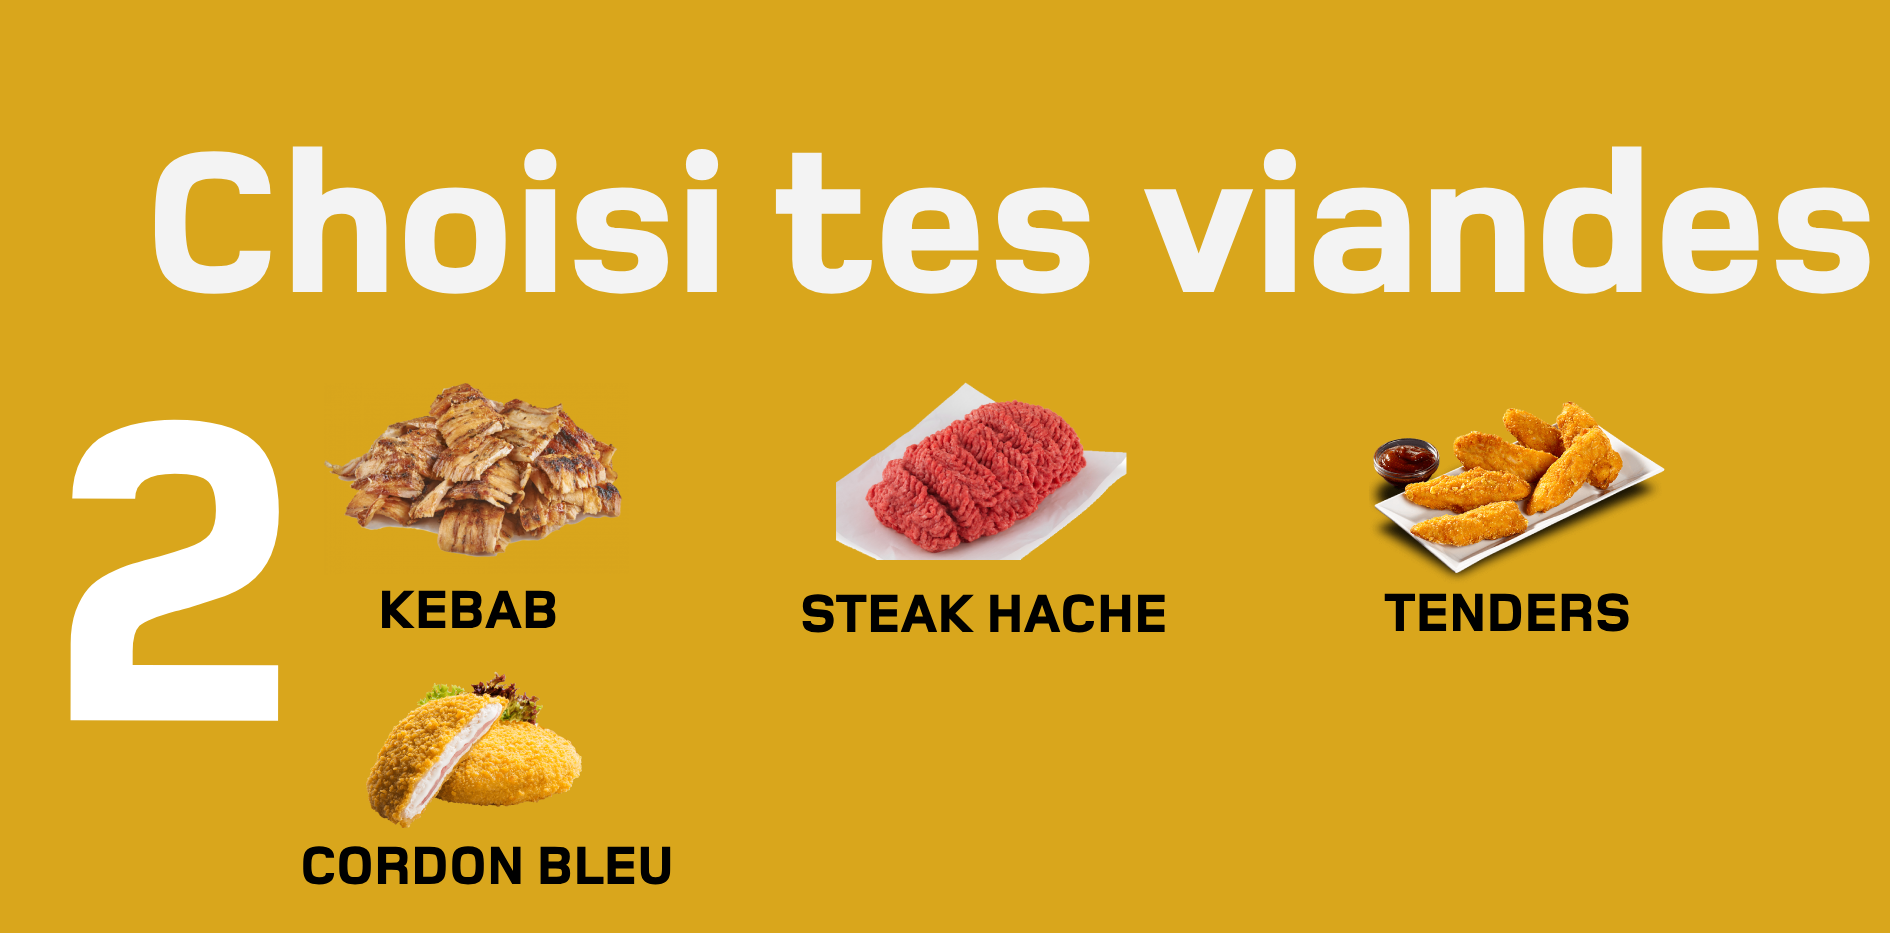 Choisi tes viandes
2
KEBAB
STEAK HACHE
TENDERS
CORDON BLEU